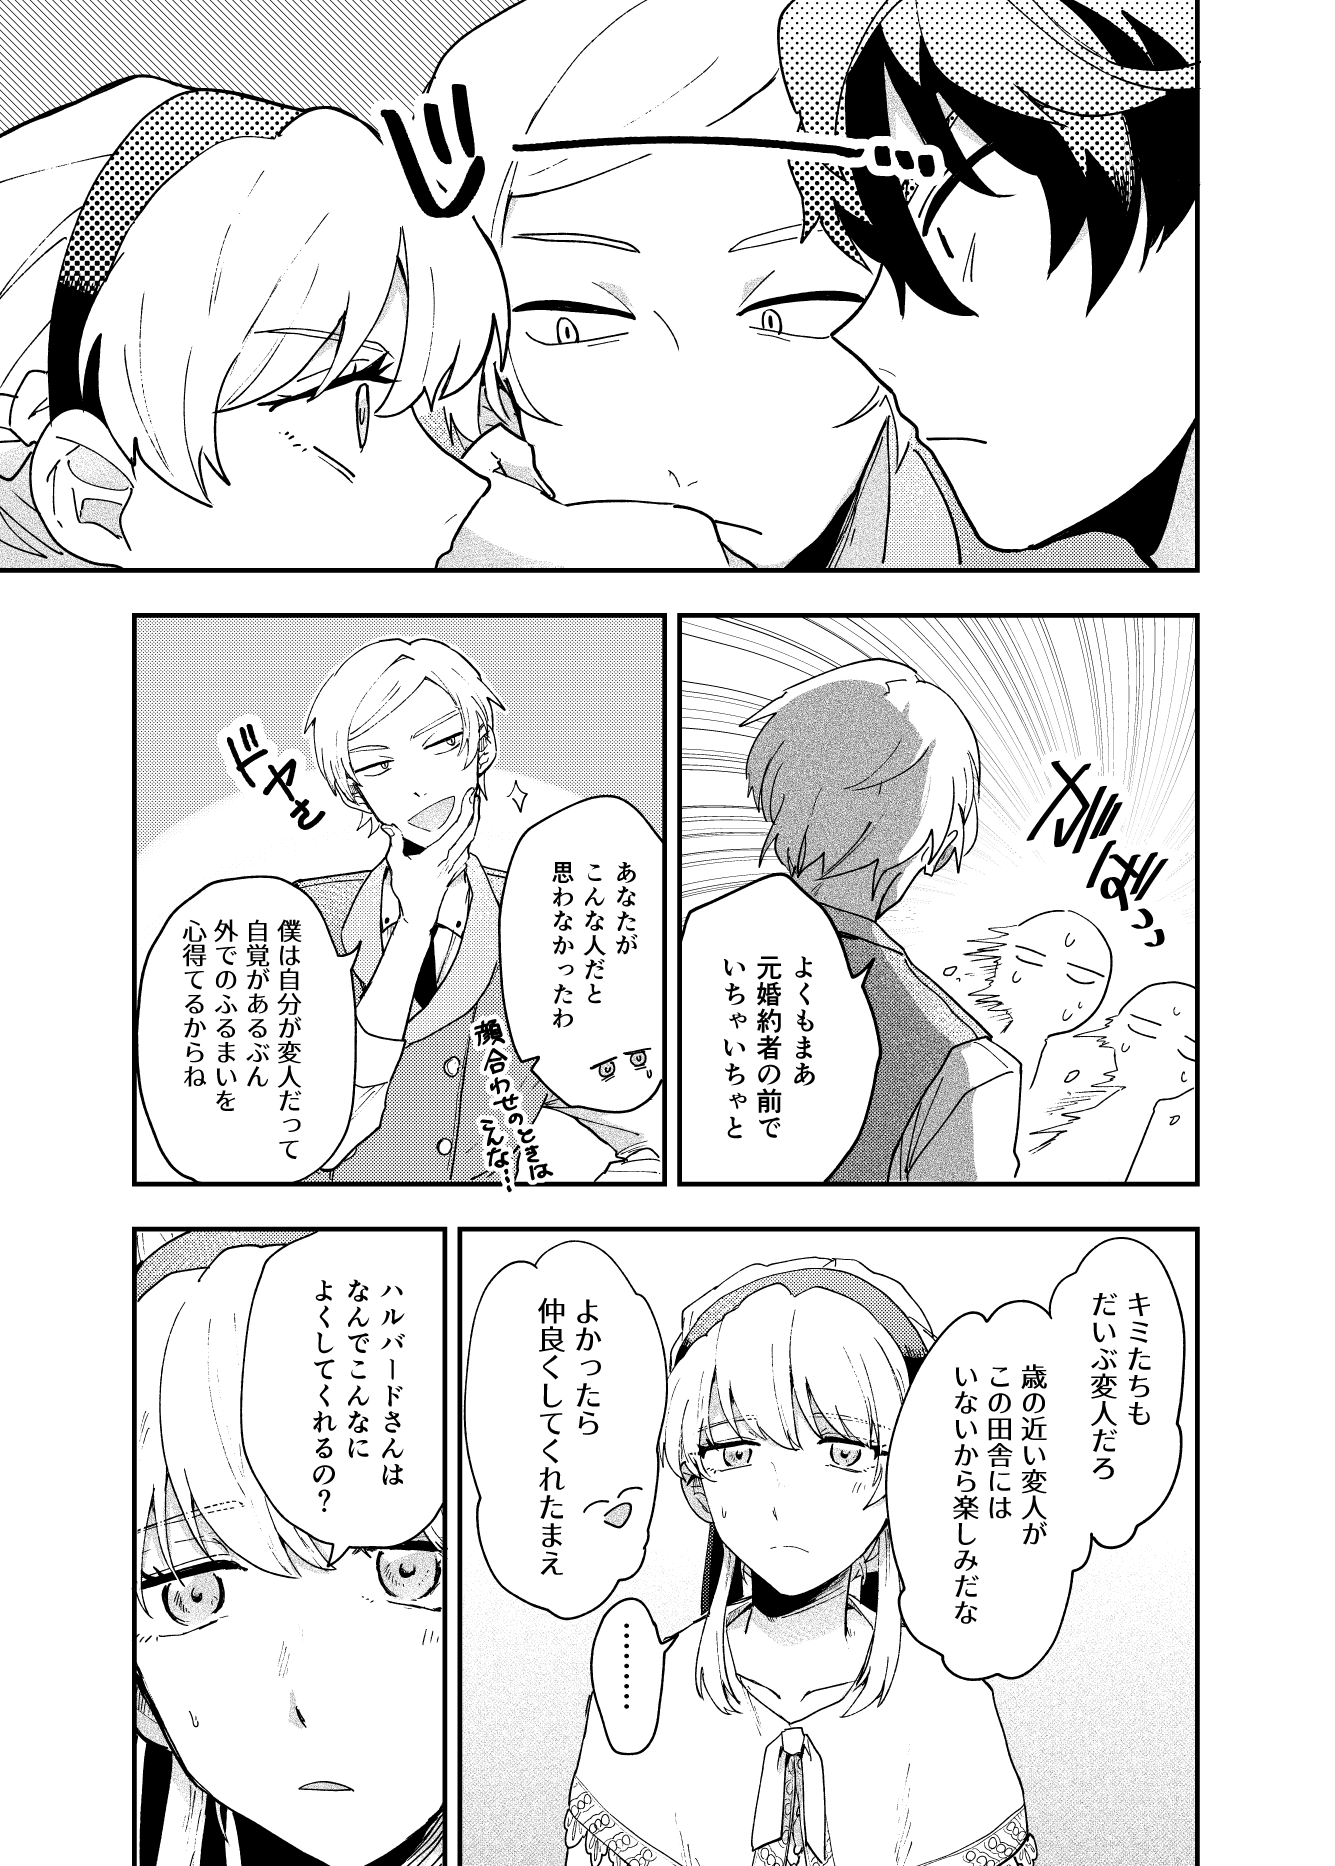 ド
ー
…
ガバ
ばっっ
よくもまあ
元婚約者の前で
いちゃいちゃと
あなたが
こんな人だと
思わなかったわ
顔合わせのときは
こんな…
ドヤさ
僕は自分が変人だって
自覚があるぶん
外でのふるまいを
心得てるからね
キミたちも
だいぶ変人だろ
歳の近い変人が
この田舎には
いないから楽しみだな
よかったら
仲良くしてくれたまえ
………
ハルバードさんは
なんでこんなに
よくしてくれるの？